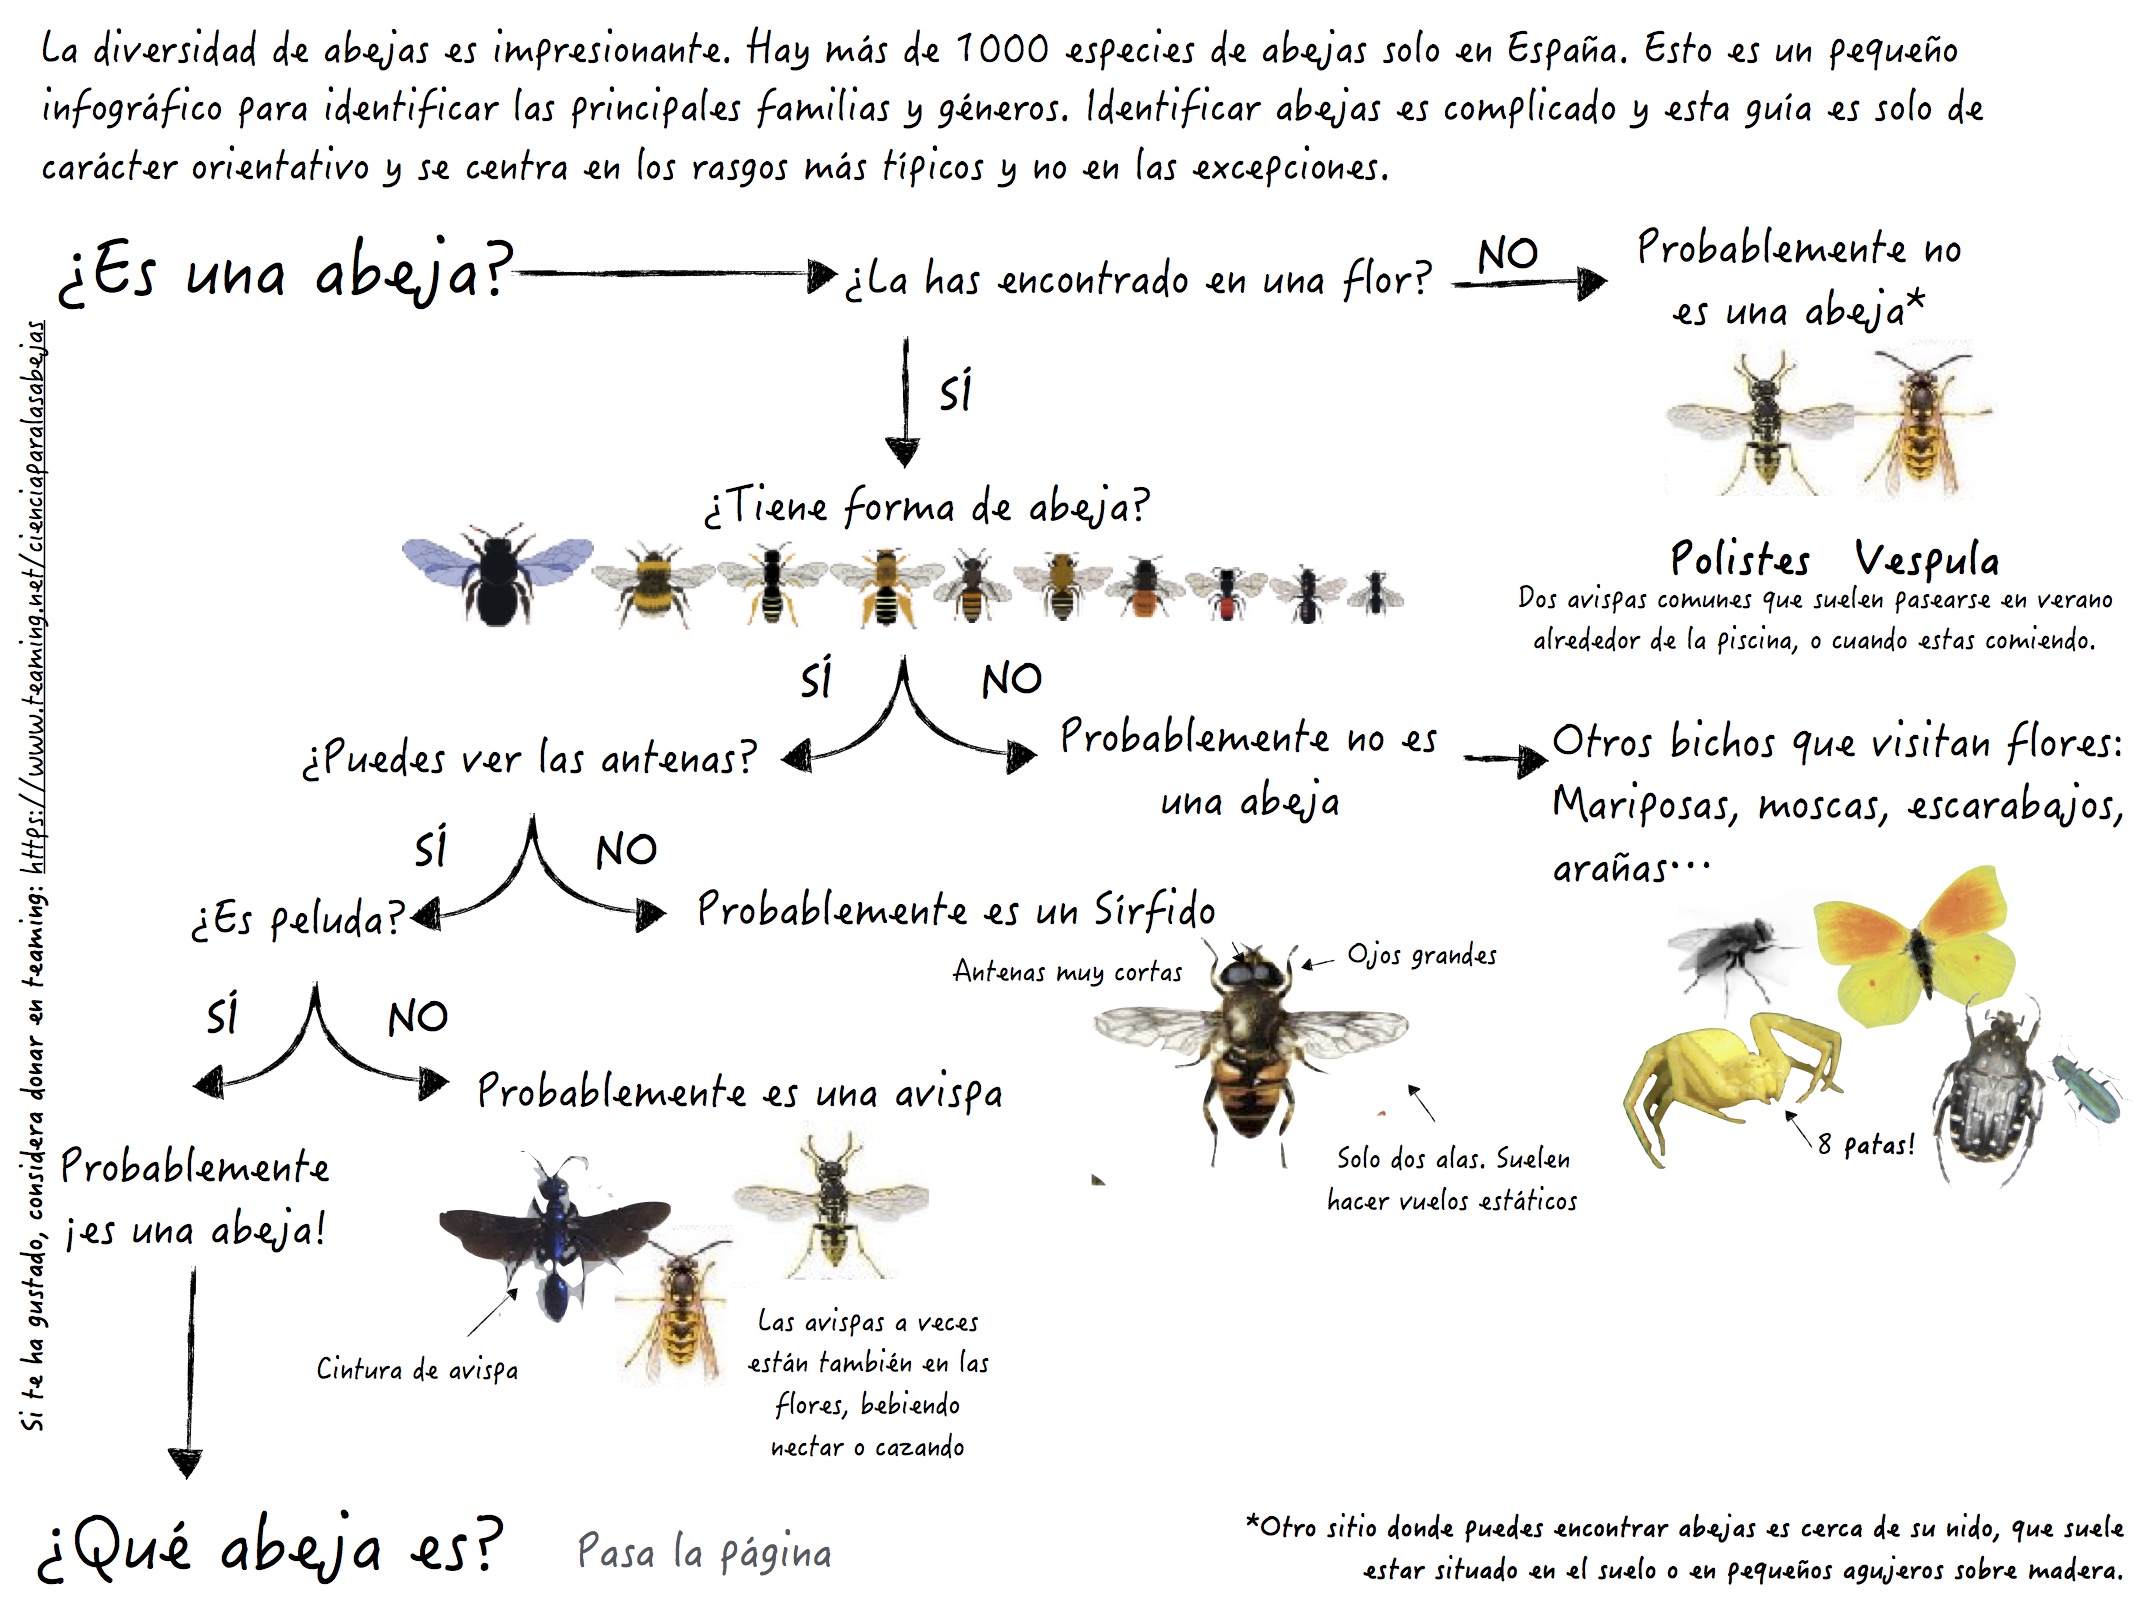 La diversidad de abejas es impresionante. Hay más de 1000 especies de abejas solo en España. Esto es un pequeño
infográfico para identificar las principales familias y géneros. Identificar abejas es complicado y esta guía es solo de
carácter orientativo y se centra en los rasgos más típicos y no en las excepciones.
¿Es una abeja?
¿La has encontrado en una flor?
NO
Probablemente no
es una abeja*
SÍ
Polistes Vespula
Dos avispas comunes que suelen pasearse en verano
alrededor de la piscina, o cuando estas comiendo.
¿Tiene forma de abeja?
SÍ
NO
¿Puedes ver las antenas?
Probablemente no es
una abeja
Otros bichos que visitan flores:
Mariposas, moscas, escarabajos,
arañas...
8 patas!
SÍ
NO
¿Es peluda?
Probablemente es un Sírfido
Antenas muy cortas
Ojos grandes
Solo dos alas. Suelen
hacer vuelos estáticos
SÍ
NO
Probablemente es una avispa
Cintura de avispa
Las avispas a veces
están también en las
flores, bebiendo
nectar o cazando
Probablemente
¡es una abeja!
¿Qué abeja es?
Pasa la página
*Otro sitio donde puedes encontrar abejas es cerca de su nido, que suele
estar situado en el suelo o en pequeños agujeros sobre madera.
Si te ha gustado, considera donar en teaming: https://www.teaming.net/cienciaparalasabejas